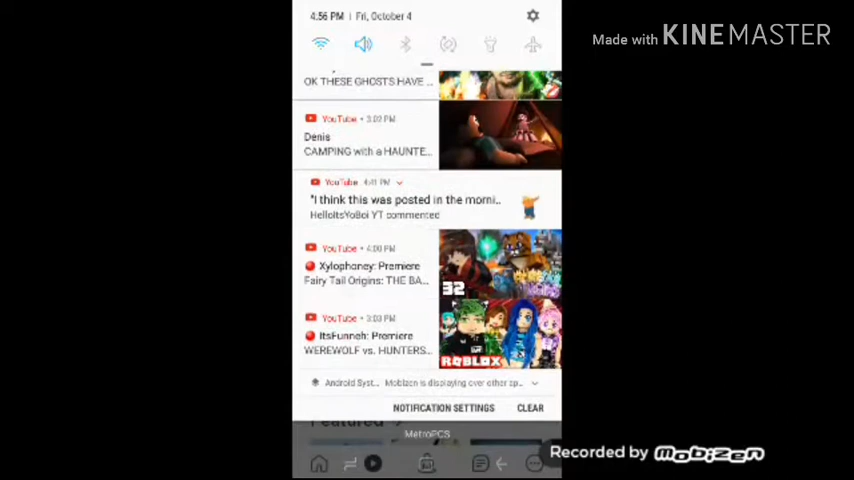 4:56 PM | Fri, October 4
Made with KINEMASTER
OK THESE GHOSTS HAVE ...
YouTube • 3:02 PM
Denis
CAMPING with a HAUNTE...
YouTube • 4:41 PM
"I think this was posted in the morni..
HelloItsYoBoi YT commented
YouTube • 4:00 PM
Xylophoney: Premiere
Fairy Tail Origins: THE BA...
32
YouTube • 3:03 PM
ItsFunneh: Premiere
WEREWOLF vs. HUNTERS...
ROBLOX
Android Syst... Mobizen is displaying over other ap...
NOTIFICATION SETTINGS CLEAR
Featured
MetroPCS
Recorded by mobizen